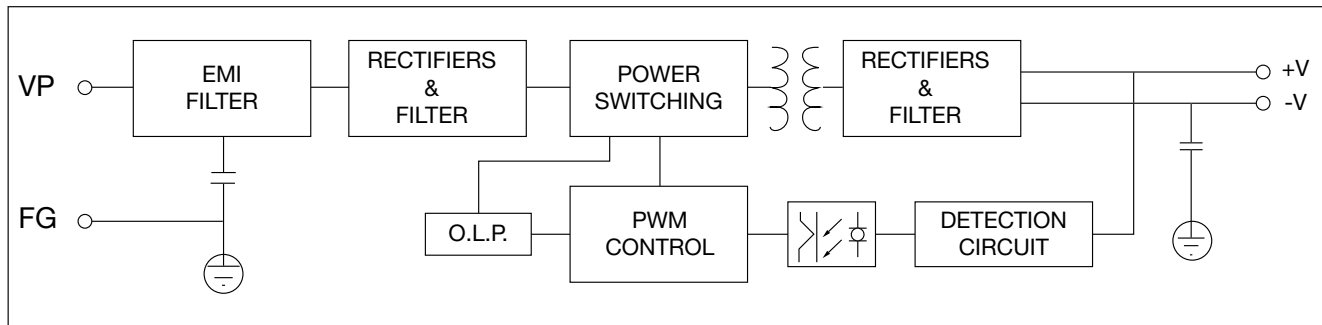 VP
EMI
FILTER
RECTIFIERS
&
FILTER
POWER
SWITCHING
RECTIFIERS
&
FILTER
+V
-V
FG
O.L.P.
PWM
CONTROL
DETECTION
CIRCUIT